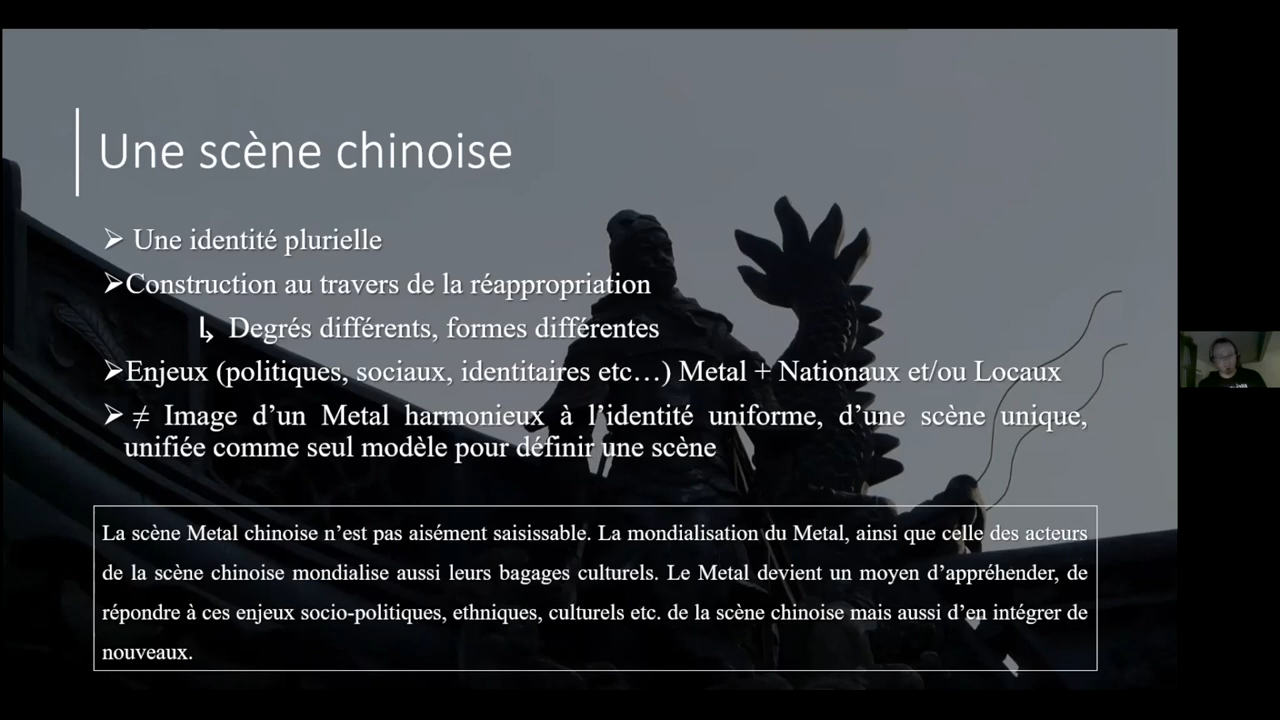 Une scène chinoise
➢ Une identité plurielle
➢Construction au travers de la réappropriation
↳ Degrés différents, formes différentes
➢Enjeux (politiques, sociaux, identitaires etc…) Metal + Nationaux et/ou Locaux
➢ ≠ Image d’un Metal harmonieux à l’identité uniforme, d’une scène unique,
unifiée comme seul modèle pour définir une scène
La scène Metal chinoise n’est pas aisément saisissable. La mondialisation du Metal, ainsi que celle des acteurs
de la scène chinoise mondialise aussi leurs bagages culturels. Le Metal devient un moyen d’appréhender, de
répondre à ces enjeux socio-politiques, ethniques, culturels etc. de la scène chinoise mais aussi d’en intégrer de
nouveaux.